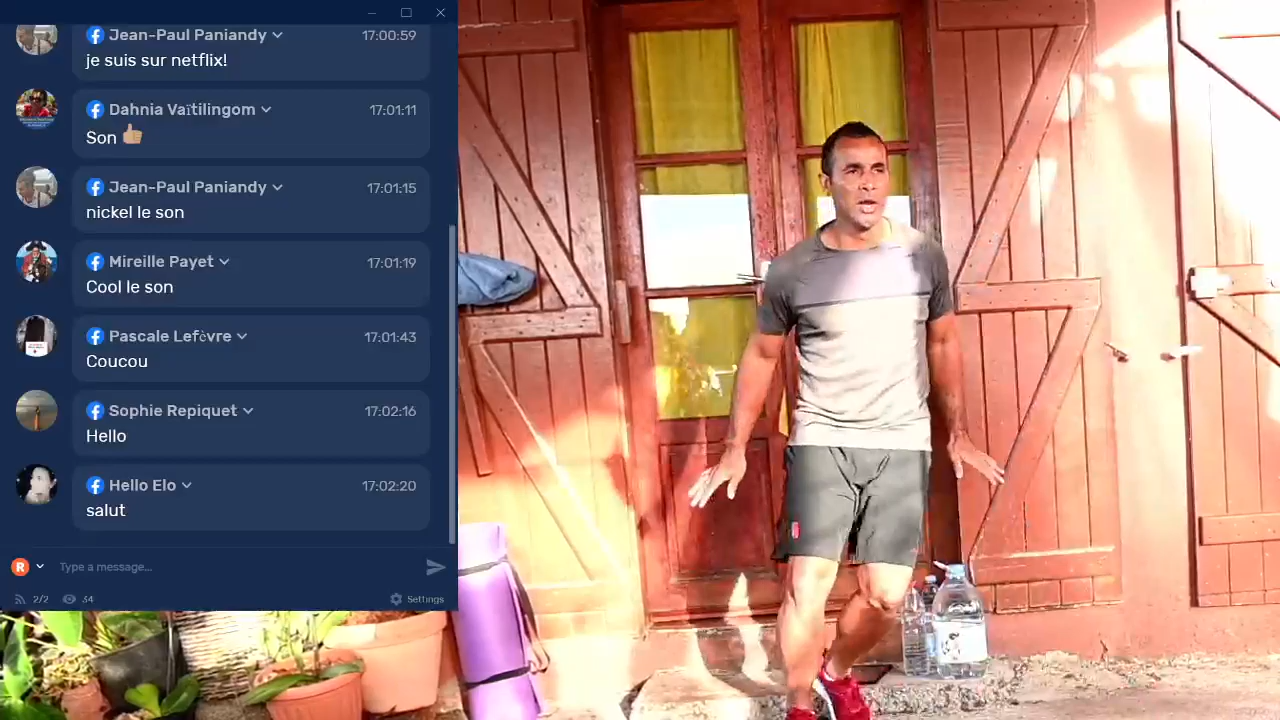 Jean-Paul Paniandy 17:00:59
je suis sur netflix!
Dahnia Vaïtilingom 17:01:11
Son 👍🏽
Jean-Paul Paniandy 17:01:15
nickel le son
Mireille Payet 17:01:19
Cool le son
Pascale Lefèvre 17:01:43
Coucou
Sophie Repiquet 17:02:16
Hello
Hello Elo 17:02:20
salut
R Type a message...
2/2 34 Settings